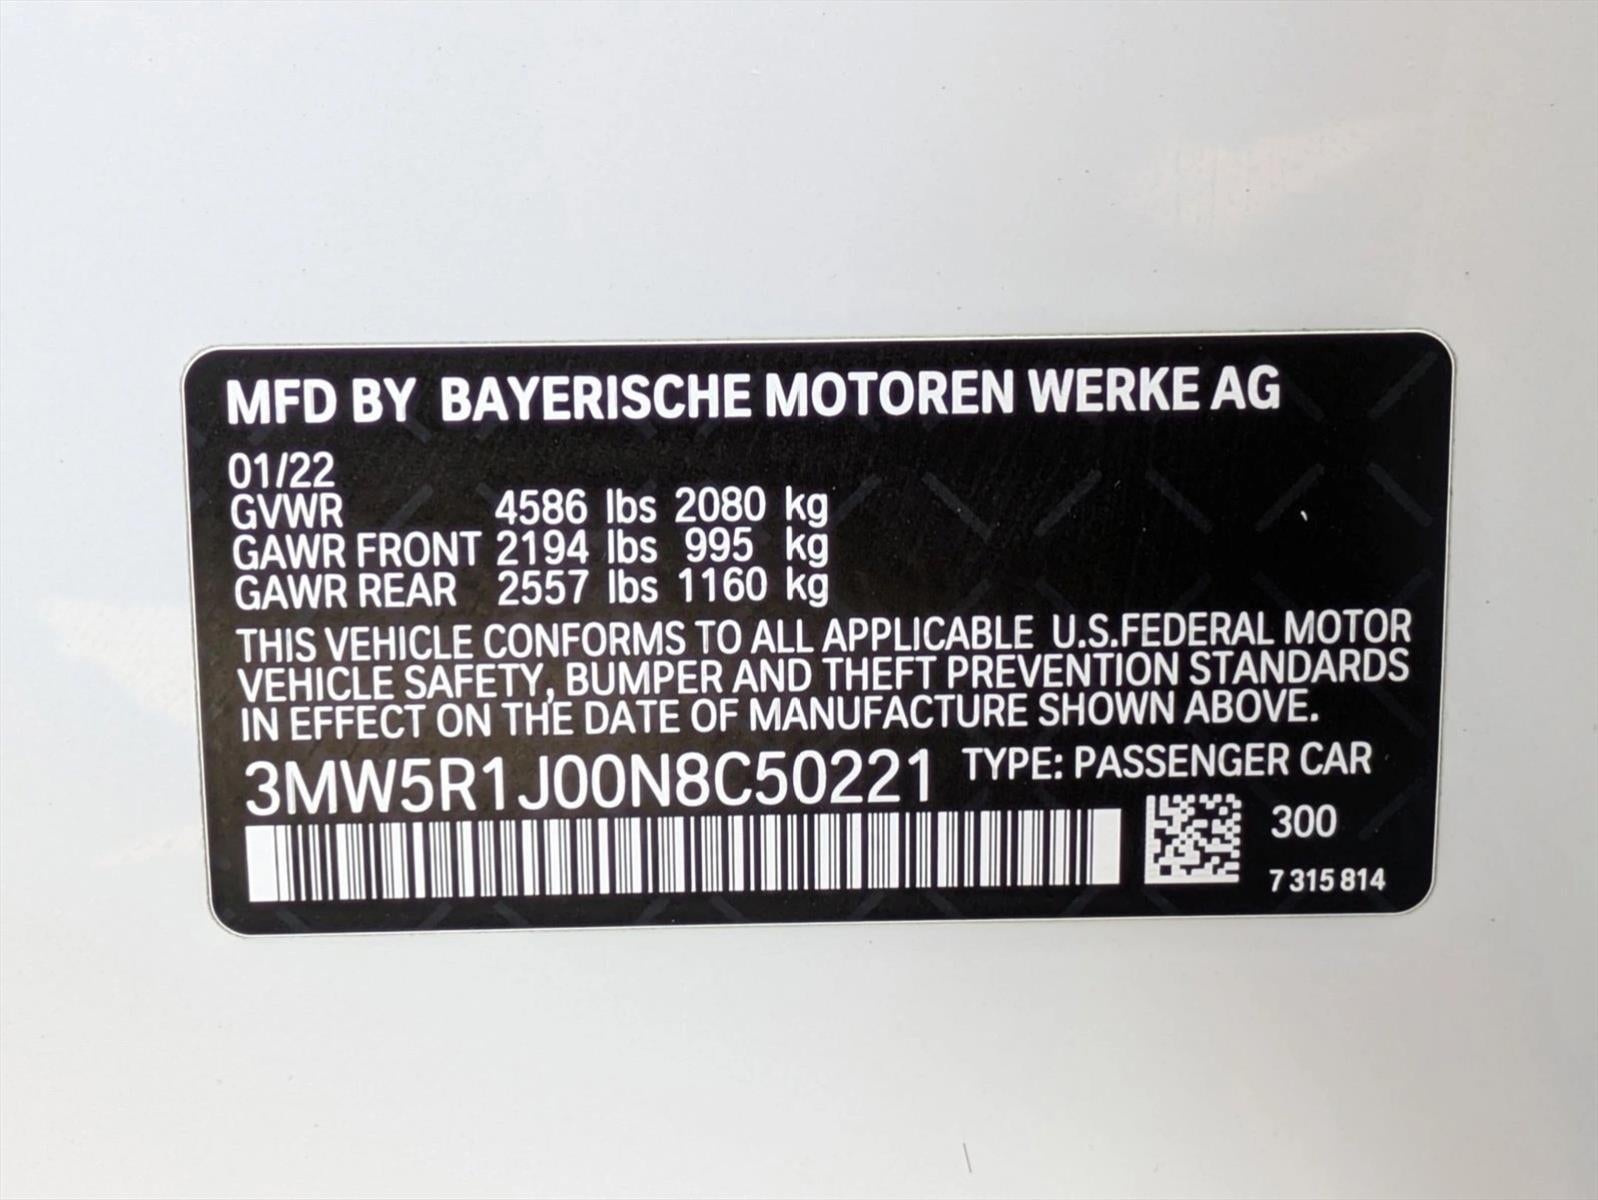 MFD BY BAYERISCHE MOTOREN WERKE AG
01/22
GVWR 4586 lbs 2080 kg
GAWR FRONT 2194 lbs 995 kg
GAWR REAR 2557 lbs 1160 kg
THIS VEHICLE CONFORMS TO ALL APPLICABLE U.S.FEDERAL MOTOR
VEHICLE SAFETY, BUMPER AND THEFT PREVENTION STANDARDS
IN EFFECT ON THE DATE OF MANUFACTURE SHOWN ABOVE.
3MW5R1J00N8C50221 TYPE: PASSENGER CAR
300
7 315 814